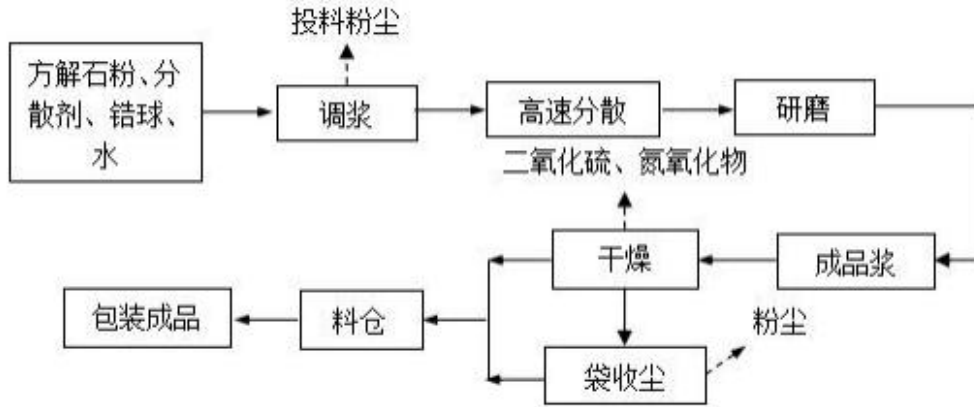 投料粉尘
方解石粉、分
散剂、锆球、
水
调浆
高速分散
研磨
二氧化硫、氮氧化物
干燥
成品浆
包装成品
料仓
粉尘
袋收尘